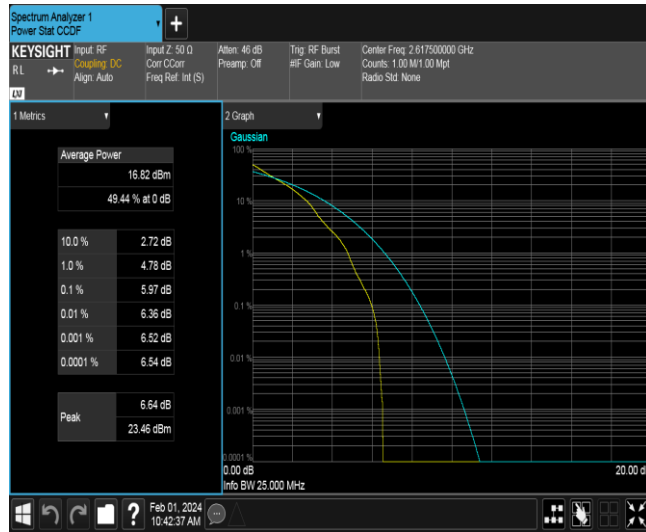 Spectrum Analyzer 1
Power Stat CCDF
+
KEYSIGHT
RL
LXI
Input: RF
Coupling: DC
Align: Auto
Input Z: 50 Ω
Corr CCorr
Freq Ref: Int (S)
Atten: 46 dB
Preamp: Off
Trig: RF Burst
#IF Gain: Low
Center Freq: 2.617500000 GHz
Counts: 1.00 M/1.00 Mpt
Radio Std: None
1 Metrics
Average Power
16.82 dBm
49.44 % at 0 dB
10.0 % 2.72 dB
1.0 % 4.78 dB
0.1 % 5.97 dB
0.01 % 6.36 dB
0.001 % 6.52 dB
0.0001 % 6.54 dB
Peak
6.64 dB
23.46 dBm
2 Graph
Gaussian
100 %
10 %
1 %
0.1 %
0.01 %
0.001 %
0.0001 %
0.00 dB
20.00 dB
Info BW 25.000 MHz
?
Feb 01, 2024
10:42:37 AM